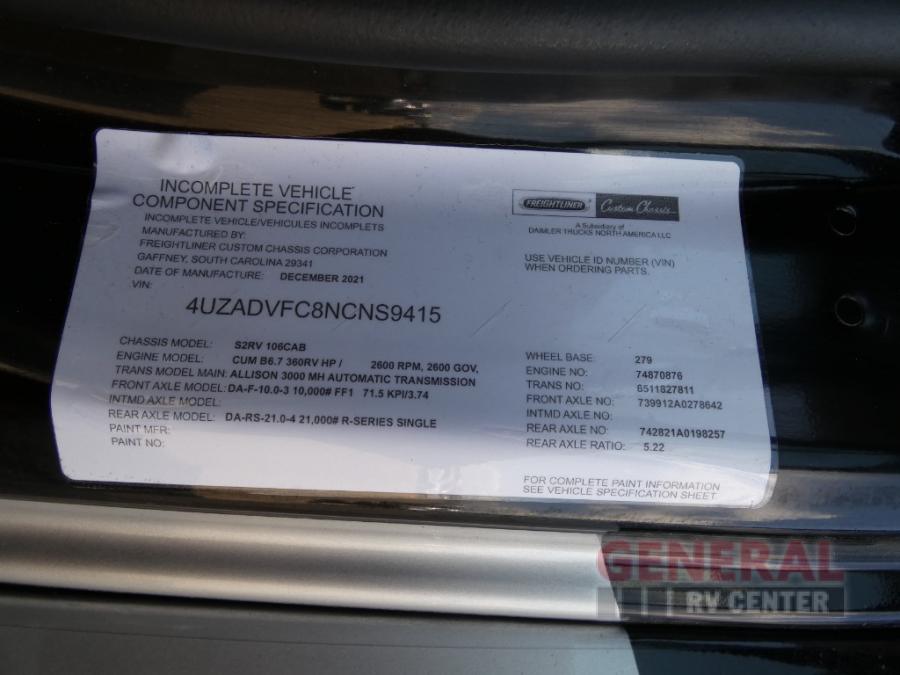 INCOMPLETE VEHICLE
COMPONENT SPECIFICATION
INCOMPLETE VEHICLE/VEHICULES INCOMPLETS
MANUFACTURED BY:
FREIGHTLINER CUSTOM CHASSIS CORPORATION
GAFFNEY, SOUTH CAROLINA 29341
DATE OF MANUFACTURE: DECEMBER 2021
VIN:
4UZADVFC8NCNS9415
FREIGHTLINER Custom Chassis
A Subsidiary of
DAIMLER TRUCKS NORTH AMERICA LLC
USE VEHICLE ID NUMBER (VIN)
WHEN ORDERING PARTS.
CHASSIS MODEL: S2RV 106CAB
ENGINE MODEL: CUM B6.7 360RV HP / 2600 RPM, 2600 GOV,
TRANS MODEL MAIN: ALLISON 3000 MH AUTOMATIC TRANSMISSION
FRONT AXLE MODEL: DA-F-10.0-3 10,000# FF1 71.5 KPI/3.74
INTMD AXLE MODEL:
REAR AXLE MODEL: DA-RS-21.0-4 21,000# R-SERIES SINGLE
PAINT MFR:
PAINT NO:
WHEEL BASE: 279
ENGINE NO: 74870876
TRANS NO: 6511827811
FRONT AXLE NO: 739912A0278642
INTMD AXLE NO:
REAR AXLE NO: 742821A0198257
REAR AXLE RATIO: 5.22
FOR COMPLETE PAINT INFORMATION
SEE VEHICLE SPECIFICATION SHEET
GENERAL
RV CENTER